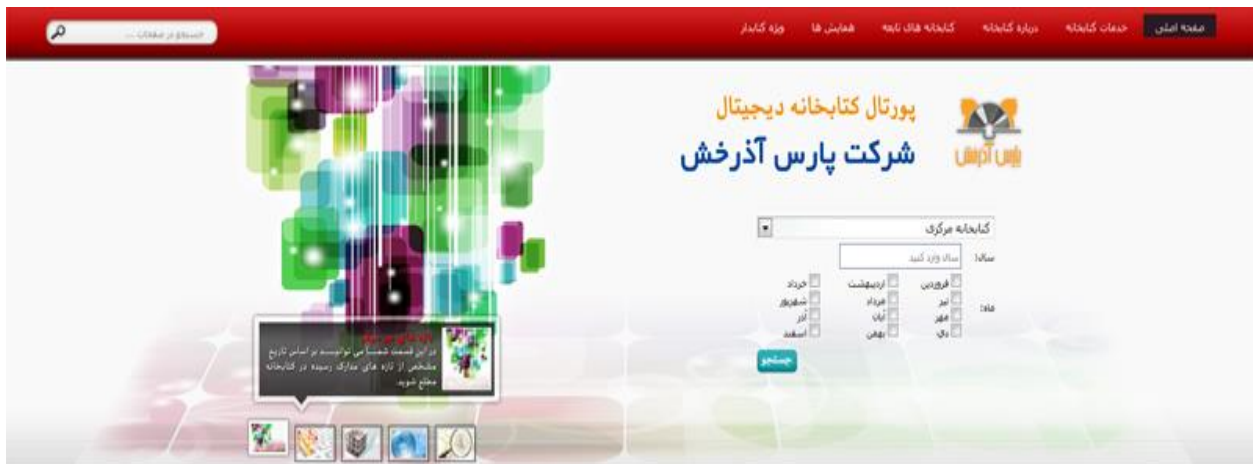 صفحه اصلی خدمات کتابخانه درباره کتابخانه کتابخانه های تابعه همایش ها ویژه کتابدار
جستجو در صفحات ...
پورتال کتابخانه دیجیتال
شرکت پارس آذرخش
پارس آذرخش
کتابخانه مرکزی
سال: سال وارد کنید
ماه:
فروردین اردیبهشت خرداد
تیر مرداد شهریور
مهر آبان آذر
دی بهمن اسفند
جستجو
در این قسمت شما می توانید بر اساس تاریخ
مشخص از تازه های مدارک رسیده در کتابخانه
مطلع شوید.